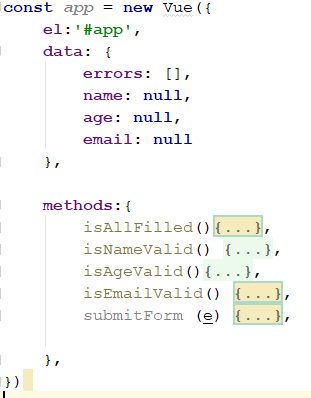 const app = new Vue({
el:'#app',
data: {
errors: [],
name: null,
age: null,
email: null
},
methods:{
isAllFilled(){...},
isNameValid() {...},
isAgeValid(){...},
isEmailValid() {...},
submitForm (e) {...},
},
})